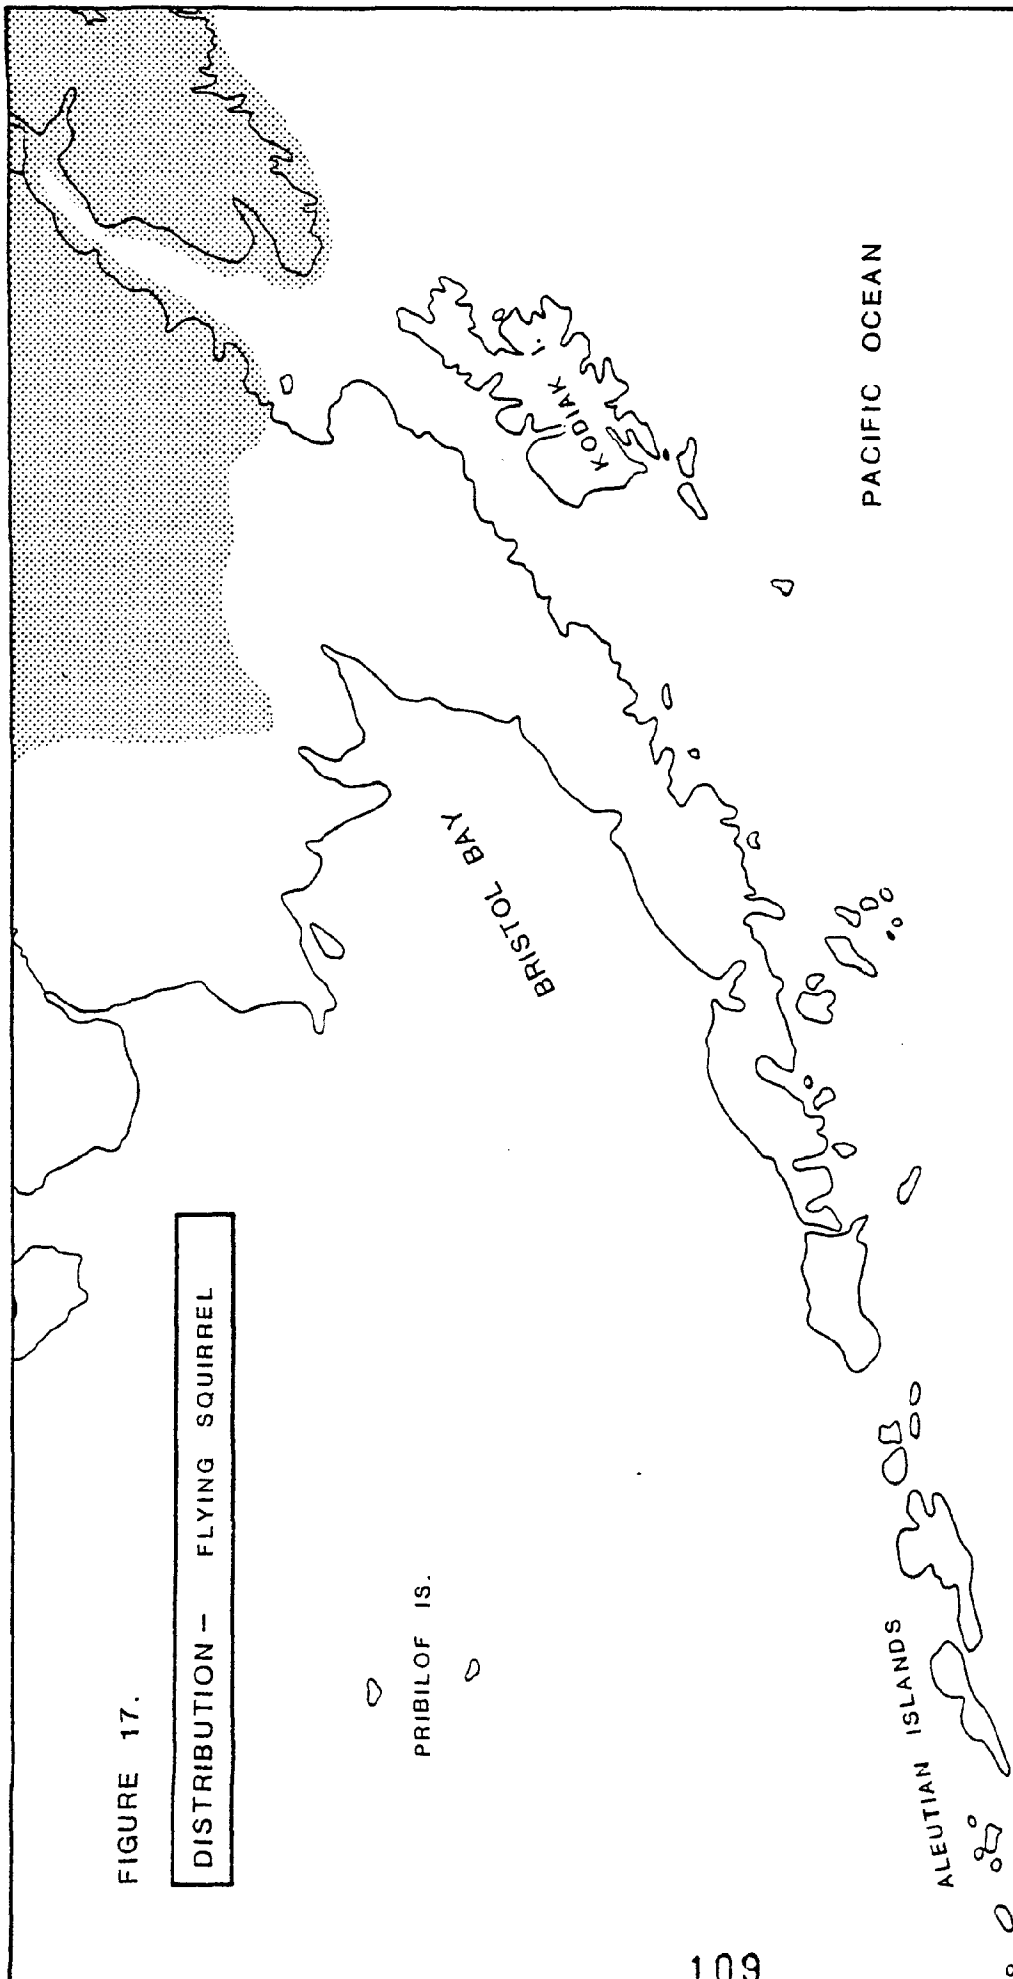 FIGURE 17.
DISTRIBUTION — FLYING SQUIRREL
PRIBILOF IS.
BRISTOL BAY
KODIAK I.
PACIFIC OCEAN
ALEUTIAN ISLANDS
109